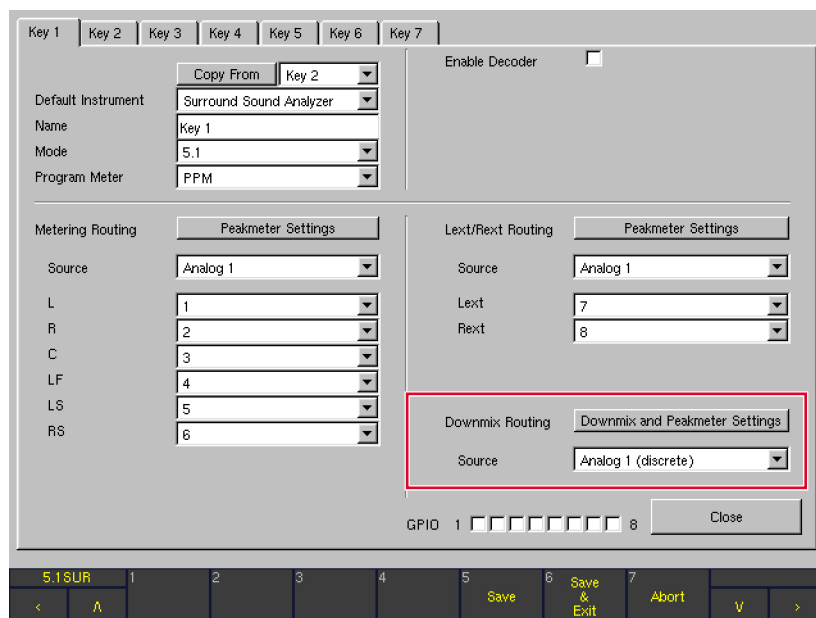 Key 1 Key 2 Key 3 Key 4 Key 5 Key 6 Key 7
Copy From Key 2
Default Instrument Surround Sound Analyzer
Name Key 1
Mode 5.1
Program Meter PPM
Enable Decoder
Metering Routing Peakmeter Settings
Source Analog 1
L 1
R 2
C 3
LF 4
LS 5
RS 6
Lext/Rext Routing Peakmeter Settings
Source Analog 1
Lext 7
Rext 8
Downmix Routing Downmix and Peakmeter Settings
Source Analog 1 (discrete)
GPIO 1 8
Close
5.1SUR 1 2 3 4 5 Save 6 Save & Exit 7 Abort
< Λ V >